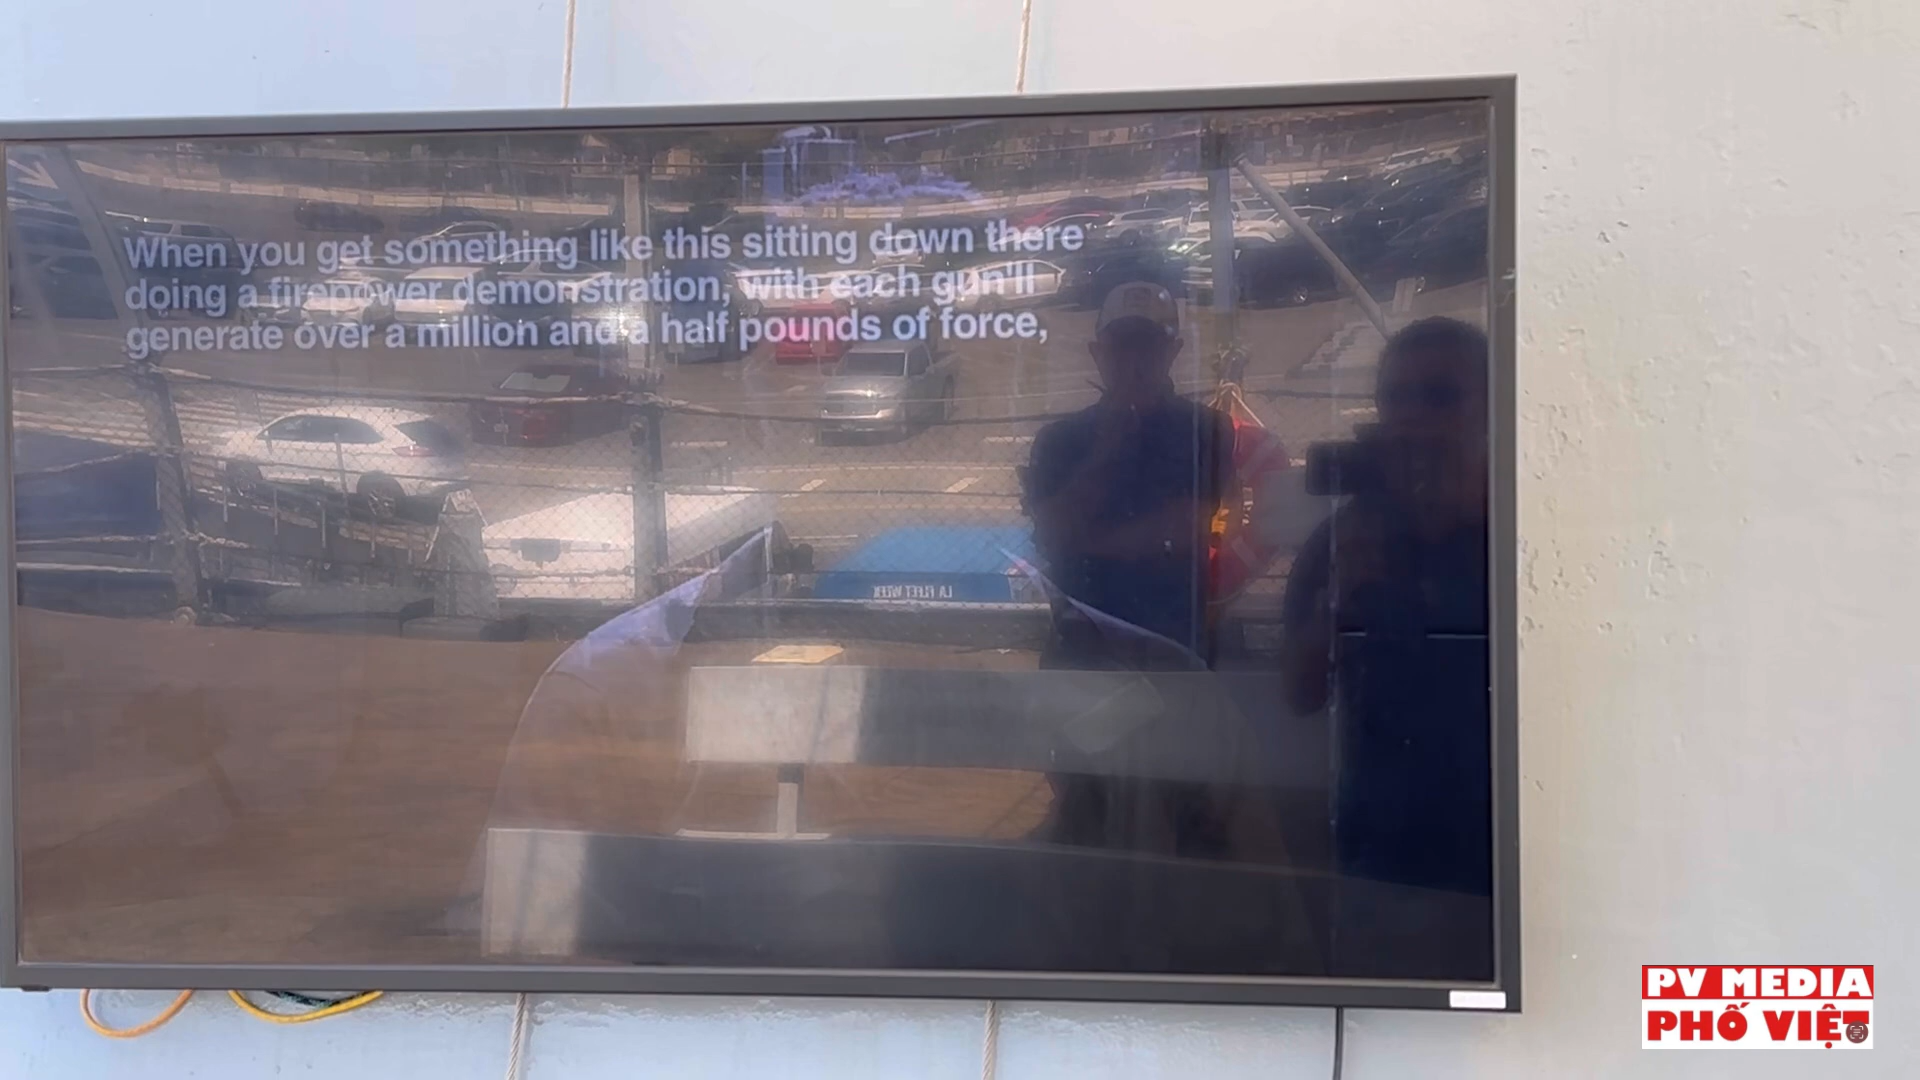 When you get something like this sitting down there
doing a firepower demonstration, with each gun'll
generate over a million and a half pounds of force,
LA FLEET WEEK
PV MEDIA
PHỐ VIỆT